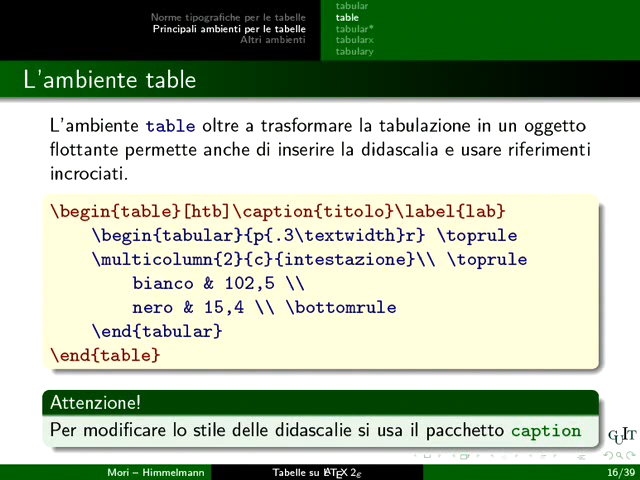 Norme tipografiche per le tabelle
Principali ambienti per le tabelle
Altri ambienti
tabular
table
tabular*
tabularx
tabulary
L'ambiente table
L'ambiente table oltre a trasformare la tabulazione in un oggetto
flottante permette anche di inserire la didascalia e usare riferimenti
incrociati.
\begin{table}[htb]\caption{titolo}\label{lab}
\begin{tabular}{p{.3\textwidth}r} \toprule
\multicolumn{2}{c}{intestazione}\\ \toprule
bianco & 102,5 \\
nero & 15,4 \\ \bottomrule
\end{tabular}
\end{table}
Attenzione!
Per modificare lo stile delle didascalie si usa il pacchetto caption
GUIT
Mori – Himmelmann
Tabelle su LATEX 2ε
16/39